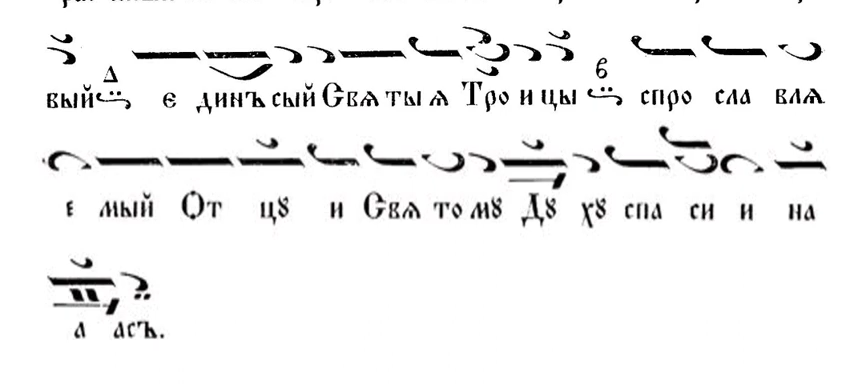 вый є динъ сый Свѧ ты ѧ Тро и цы спро сла влѧ
є мый От цꙋ и Свѧ то мꙋ Дꙋ хꙋ спа си и на
а асъ.